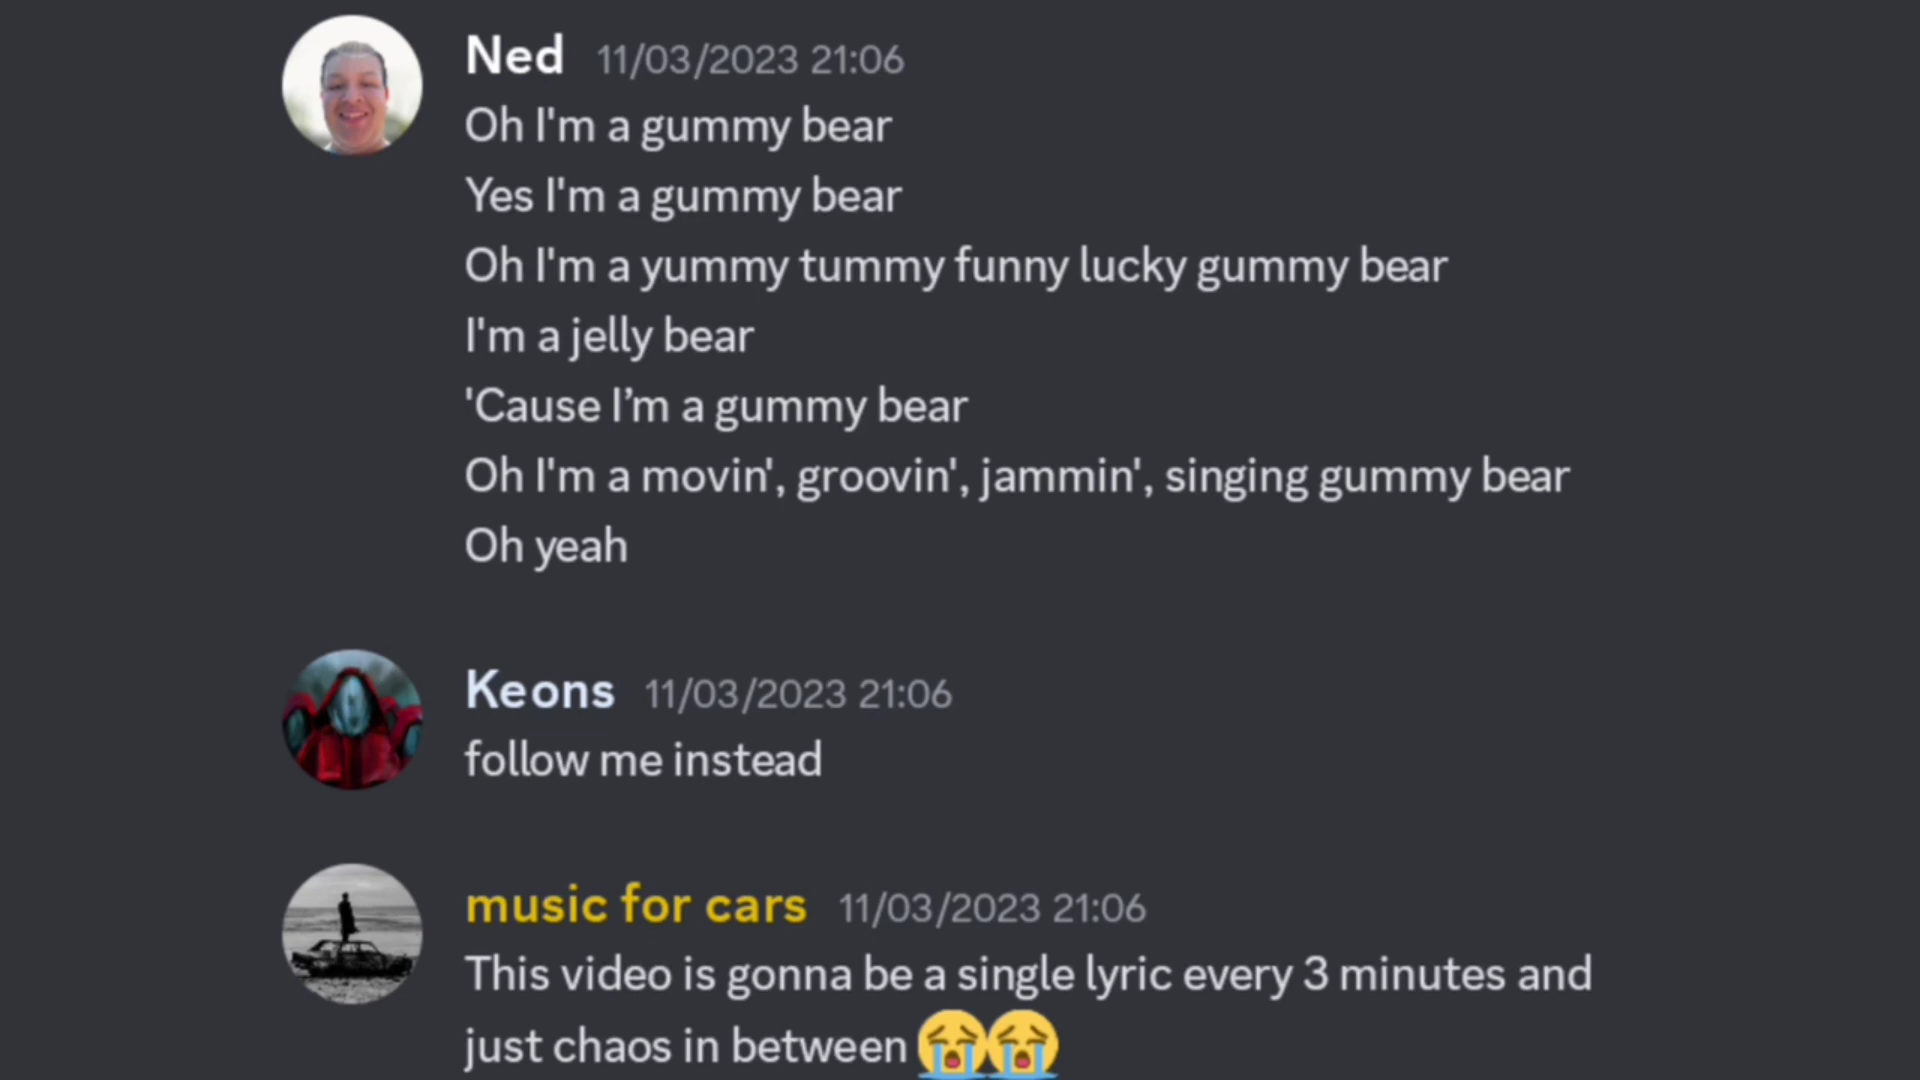 Ned 11/03/2023 21:06
Oh I'm a gummy bear
Yes I'm a gummy bear
Oh I'm a yummy tummy funny lucky gummy bear
I'm a jelly bear
'Cause I’m a gummy bear
Oh I'm a movin', groovin', jammin', singing gummy bear
Oh yeah
Keons 11/03/2023 21:06
follow me instead
music for cars 11/03/2023 21:06
This video is gonna be a single lyric every 3 minutes and
just chaos in between 😭😭